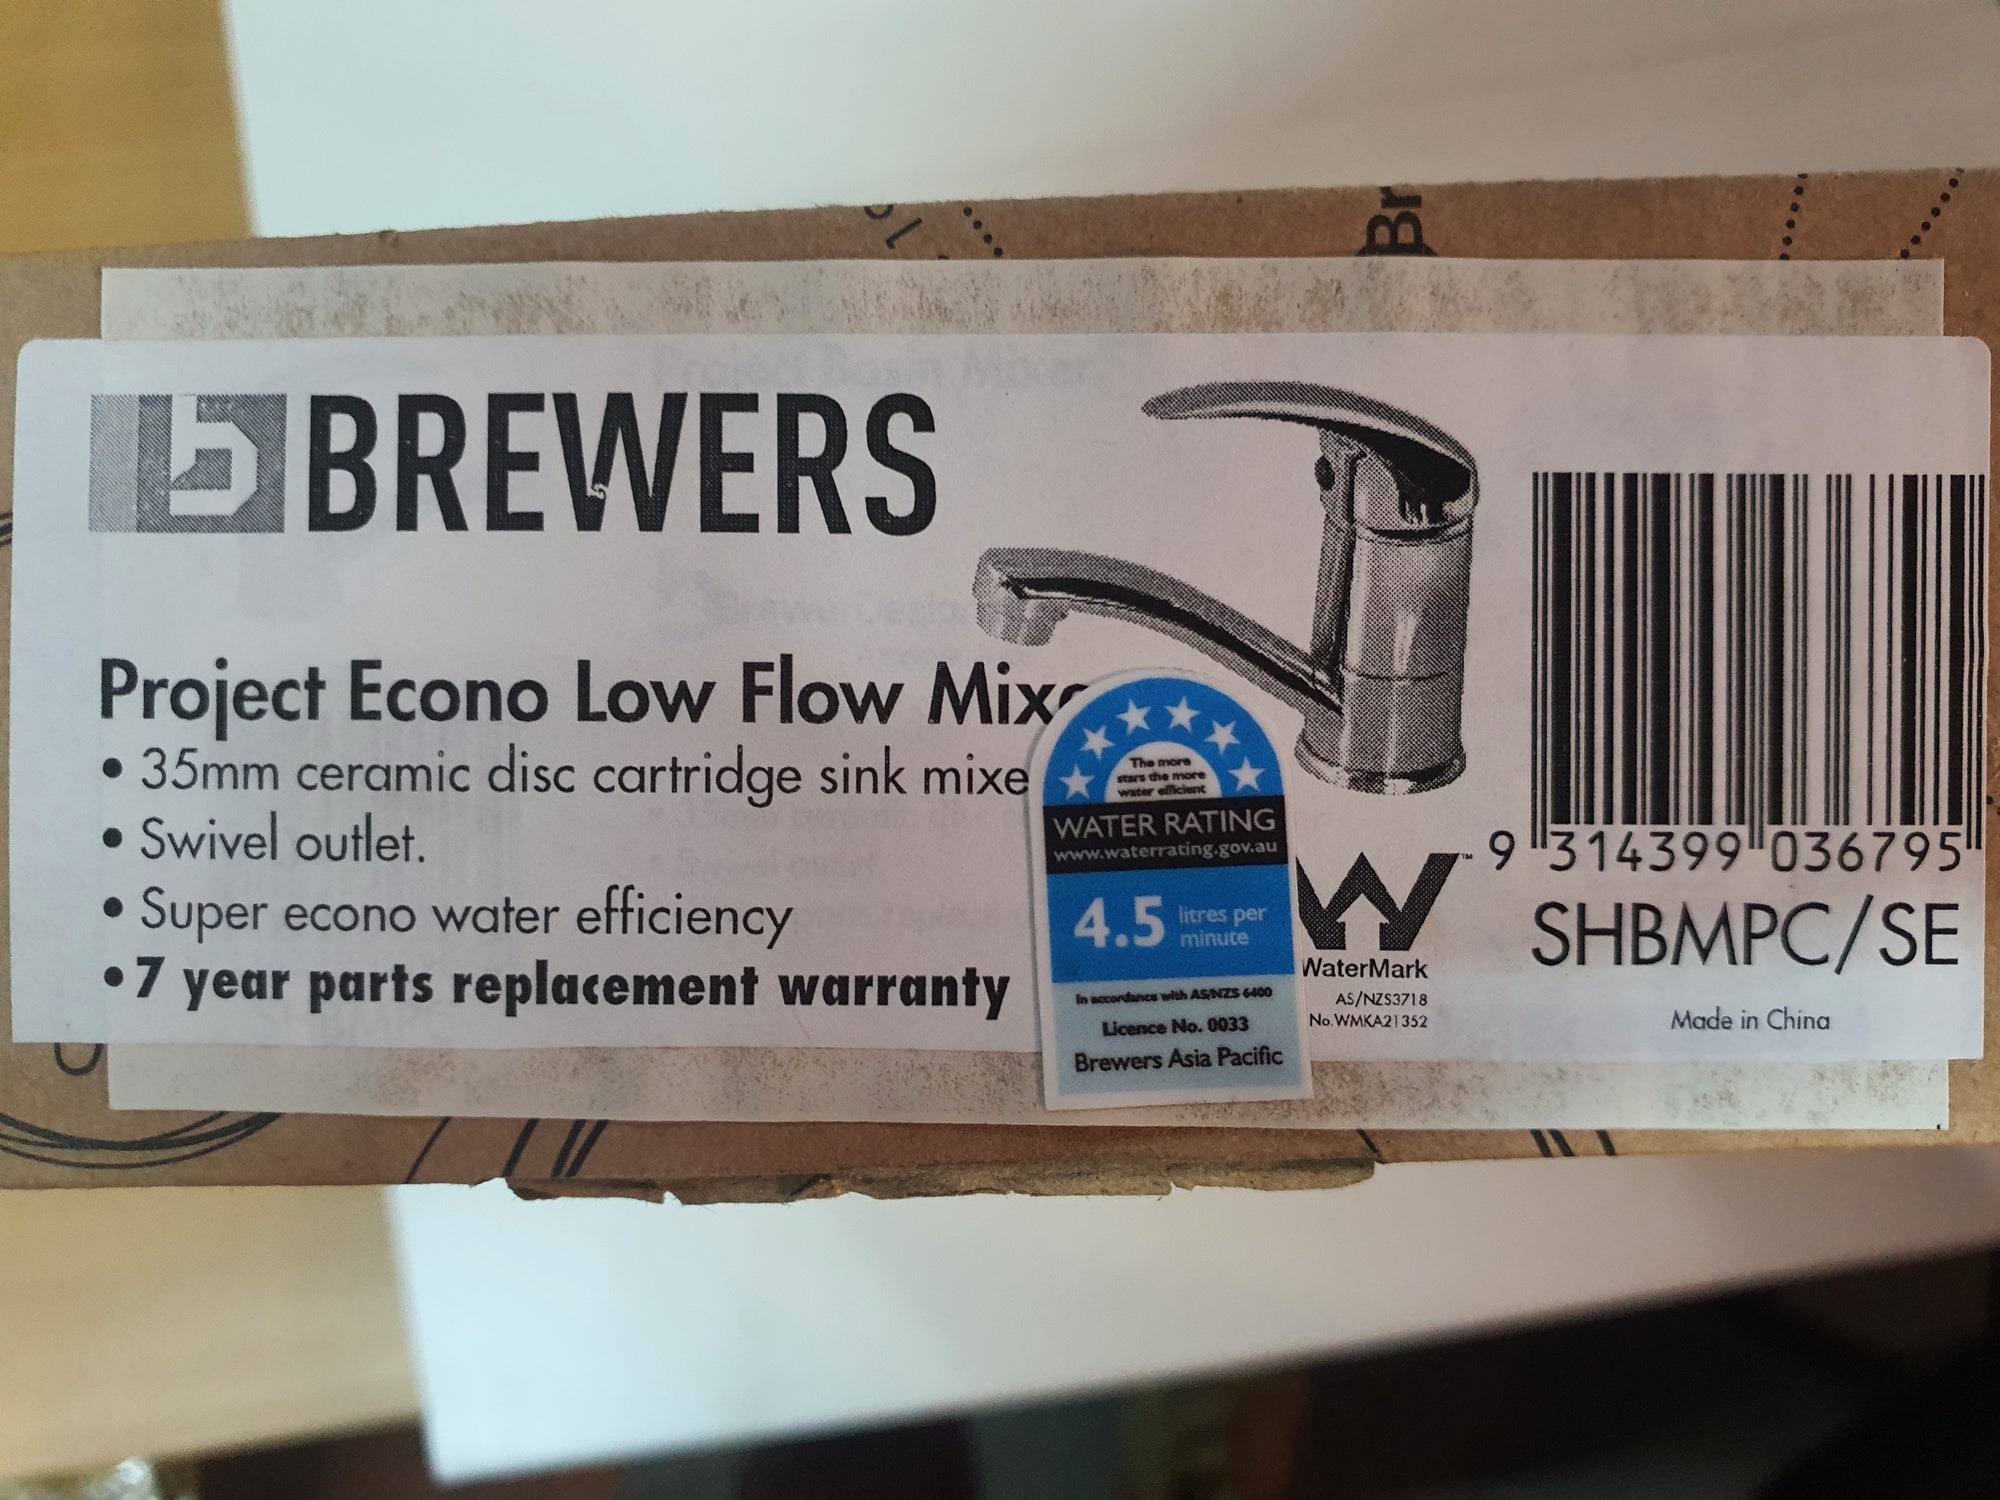 Br
BREWERS
Project Econo Low Flow Mixe
• 35mm ceramic disc cartridge sink mixe
• Swivel outlet.
• Super econo water efficiency
• 7 year parts replacement warranty
The more
stars the more
water efficient
WATER RATING
www.waterrating.gov.au
4.5 litres per
minute
In accordance with AS/NZS 6400
Licence No. 0033
Brewers Asia Pacific
WaterMark
AS/NZS3718
No.WMKA21352
™
9 314399 036795
SHBMPC/SE
Made in China